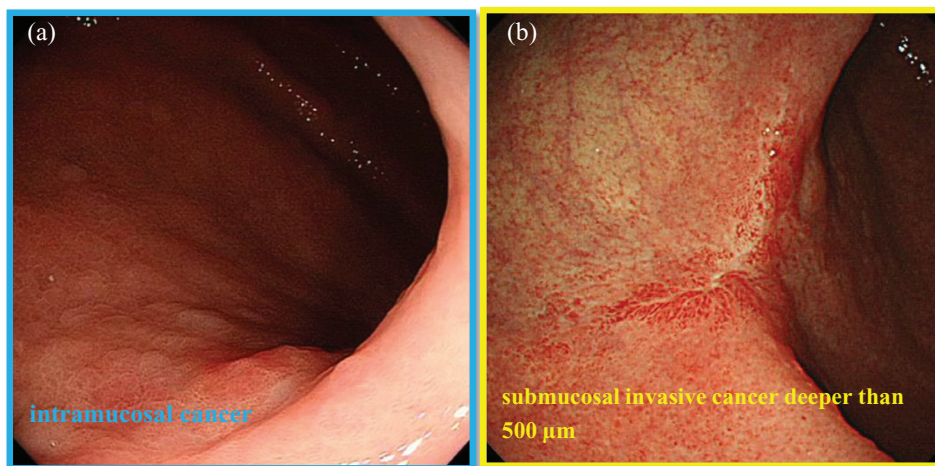 (a)
intramucosal cancer
(b)
submucosal invasive cancer deeper than
500 µm